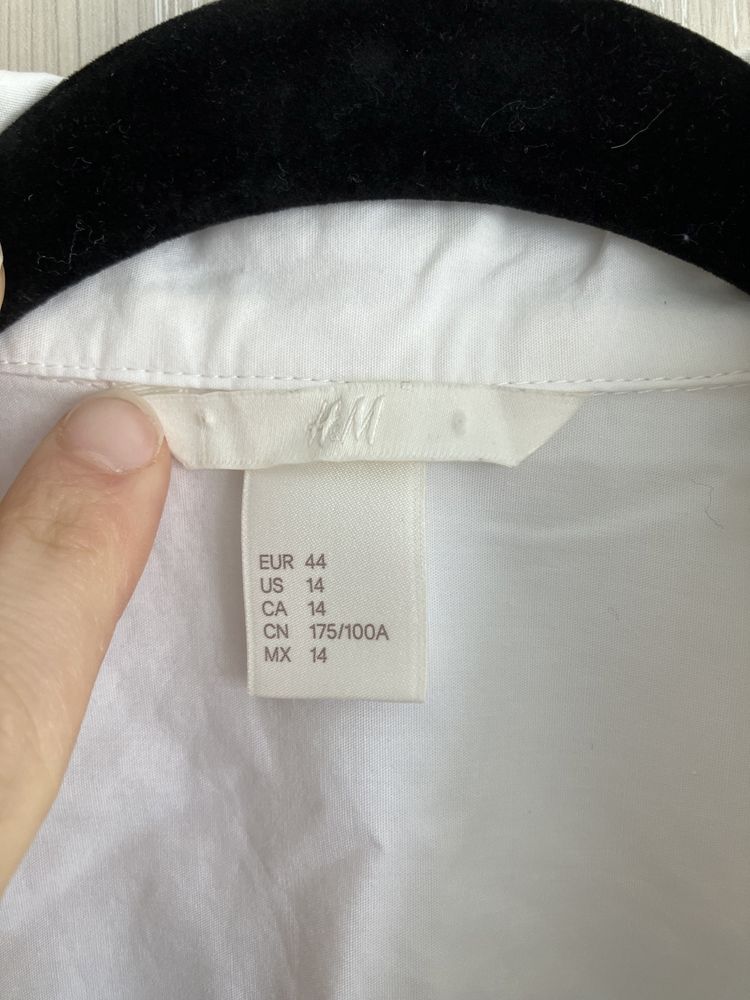 H&M
EUR 44
US 14
CA 14
CN 175/100A
MX 14